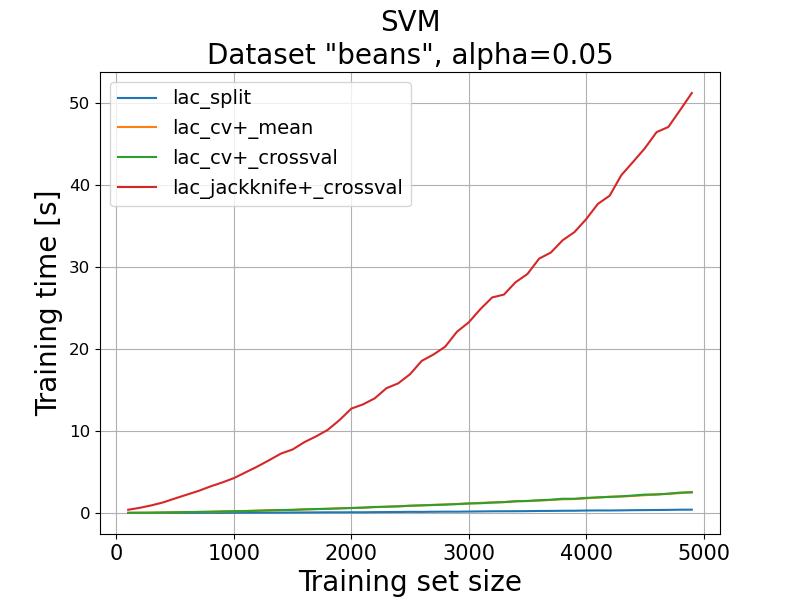 SVM
Dataset "beans", alpha=0.05
lac_split
lac_cv+_mean
lac_cv+_crossval
lac_jackknife+_crossval
Training time [s]
50
40
30
20
10
0
0 1000 2000 3000 4000 5000
Training set size